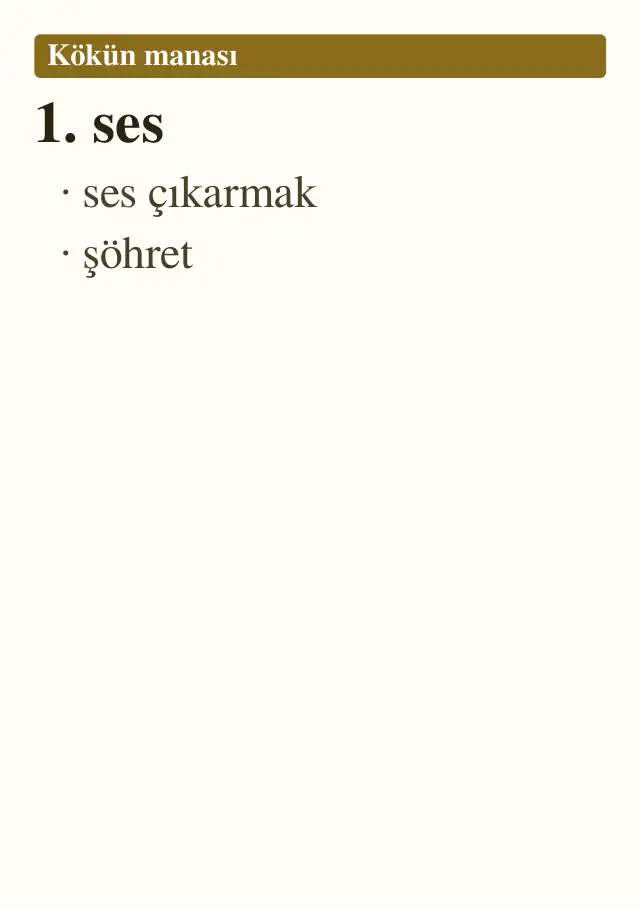 Kökün manası
1. ses
· ses çıkarmak
· şöhret